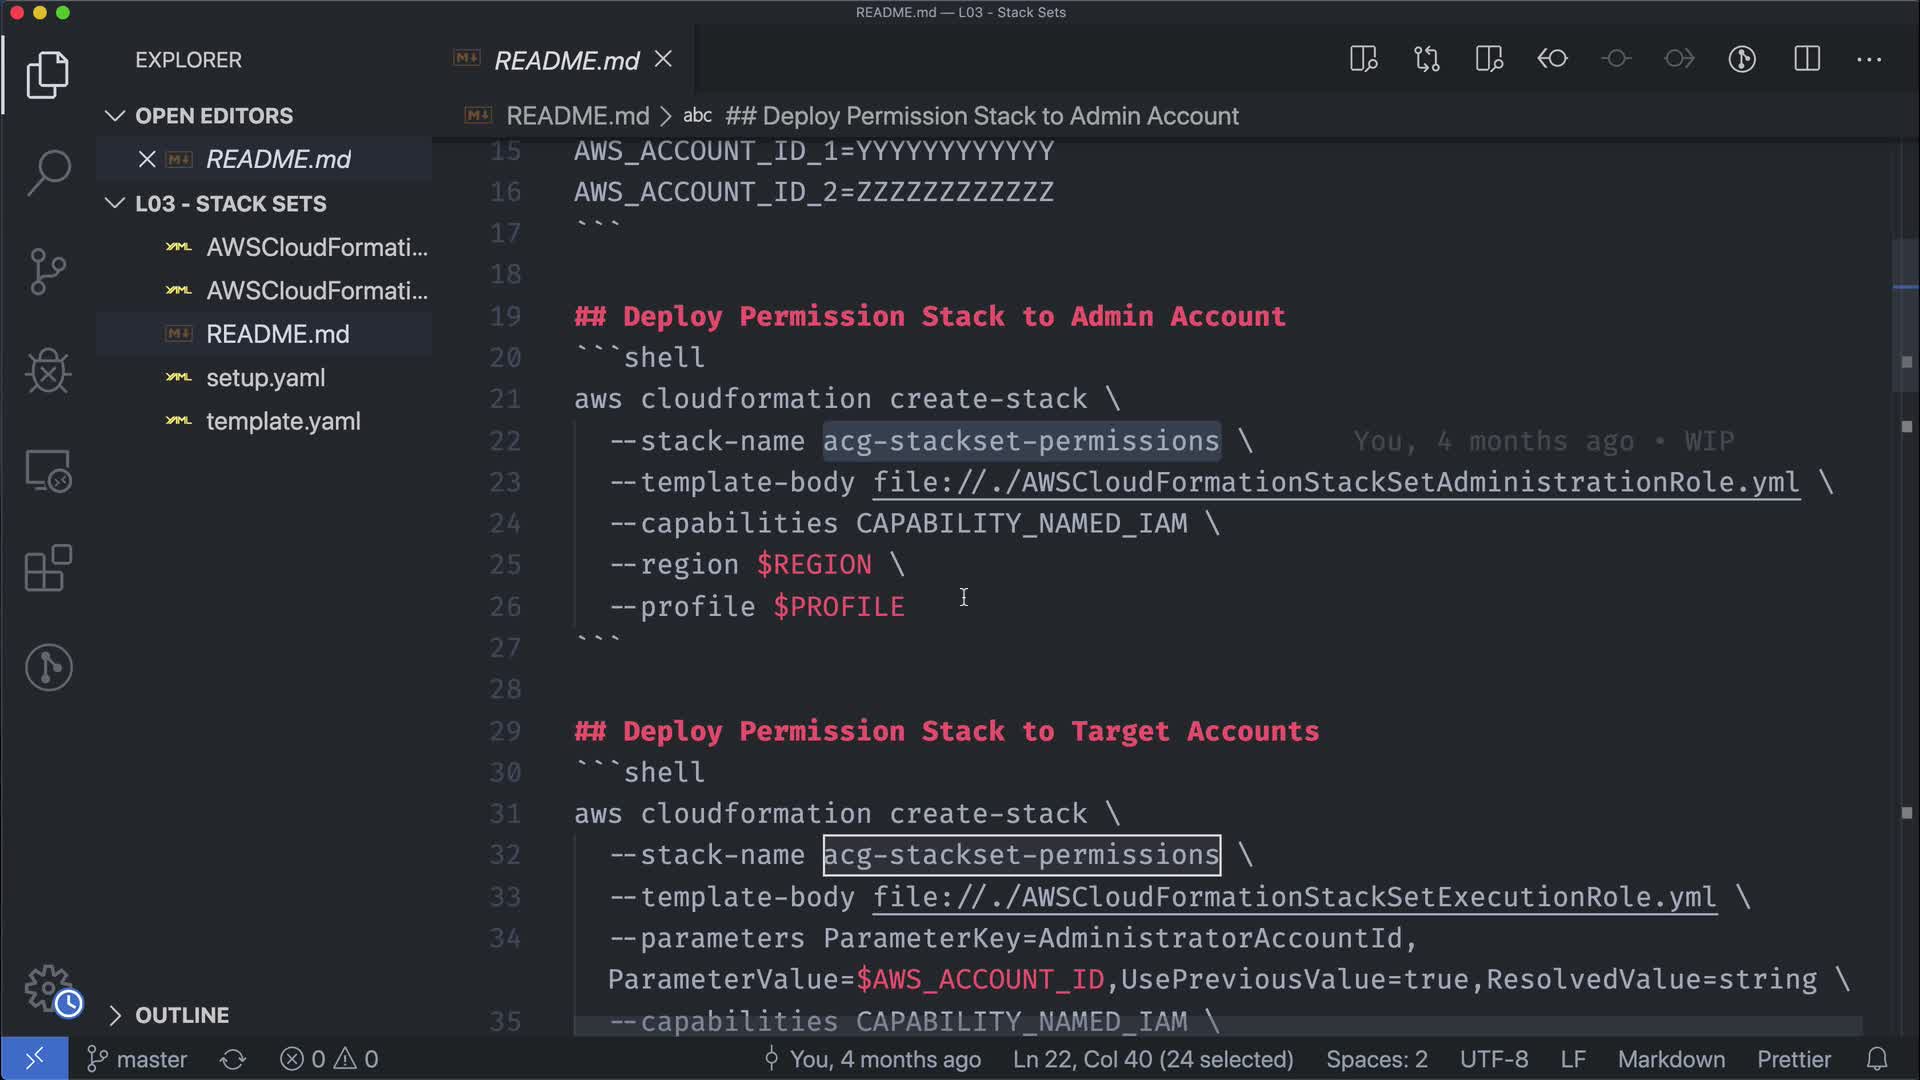 README.md — L03 - Stack Sets
EXPLORER
OPEN EDITORS
README.md
L03 - STACK SETS
AWSCloudFormati...
AWSCloudFormati...
README.md
setup.yaml
template.yaml
OUTLINE
README.md
README.md > abc ## Deploy Permission Stack to Admin Account
15 AWS_ACCOUNT_ID_1=YYYYYYYYYYYY
16 AWS_ACCOUNT_ID_2=ZZZZZZZZZZZZ
17 ```
18
19 ## Deploy Permission Stack to Admin Account
20 ```shell
21 aws cloudformation create-stack \
22 --stack-name acg-stackset-permissions \ You, 4 months ago • WIP
23 --template-body file://./AWSCloudFormationStackSetAdministrationRole.yml \
24 --capabilities CAPABILITY_NAMED_IAM \
25 --region $REGION \
26 --profile $PROFILE
27 ```
28
29 ## Deploy Permission Stack to Target Accounts
30 ```shell
31 aws cloudformation create-stack \
32 --stack-name acg-stackset-permissions \
33 --template-body file://./AWSCloudFormationStackSetExecutionRole.yml \
34 --parameters ParameterKey=AdministratorAccountId,
ParameterValue=$AWS_ACCOUNT_ID,UsePreviousValue=true,ResolvedValue=string \
35 --capabilities CAPABILITY_NAMED_IAM \
master 0 0 You, 4 months ago Ln 22, Col 40 (24 selected) Spaces: 2 UTF-8 LF Markdown Prettier